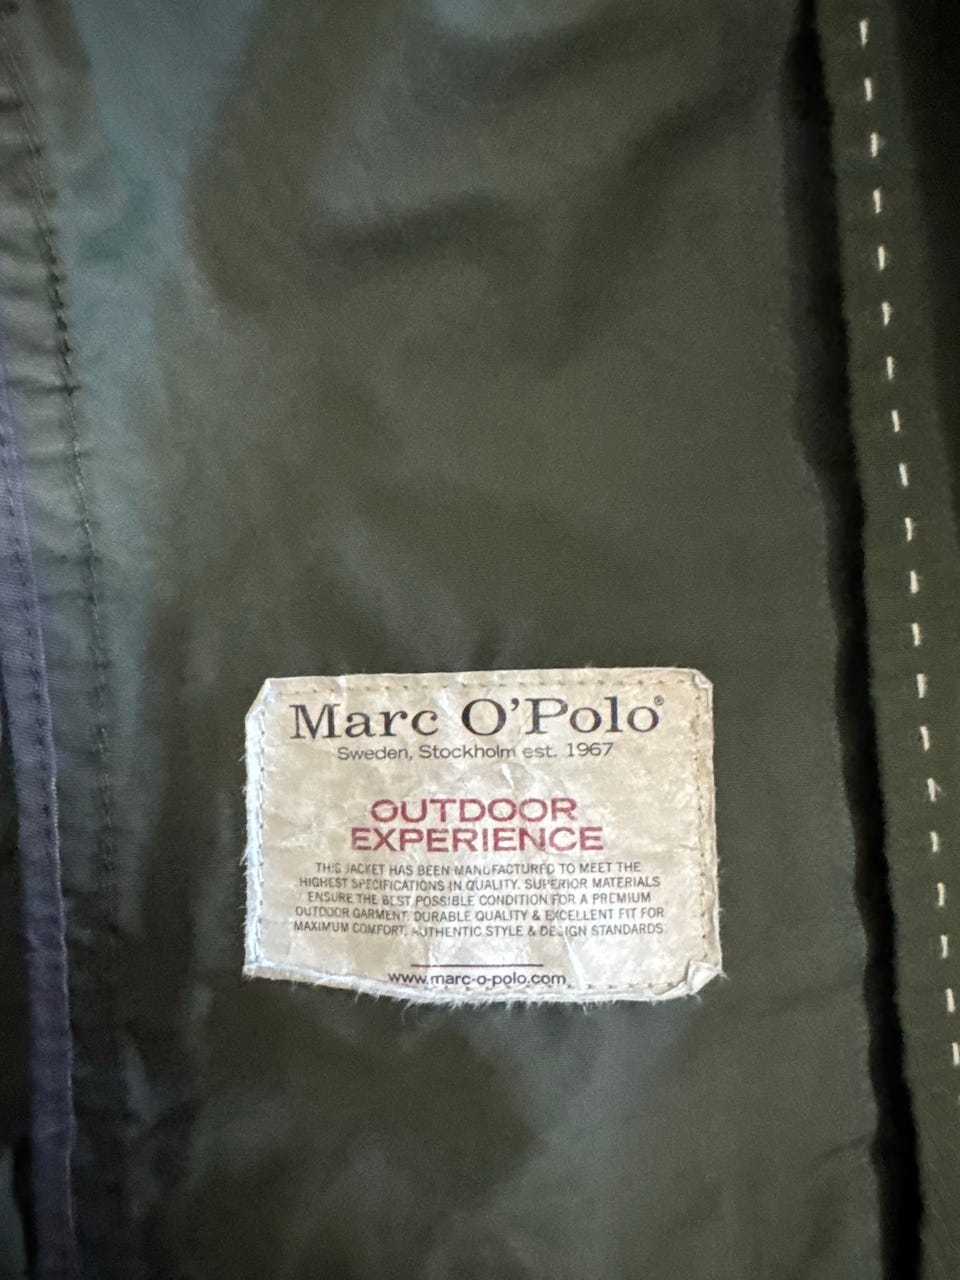 Marc O'Polo®
Sweden, Stockholm est. 1967
OUTDOOR
EXPERIENCE
THIS JACKET HAS BEEN MANUFACTURED TO MEET THE
HIGHEST SPECIFICATIONS IN QUALITY. SUPERIOR MATERIALS
ENSURE THE BEST POSSIBLE CONDITION FOR A PREMIUM
OUTDOOR GARMENT. DURABLE QUALITY & EXCELLENT FIT FOR
MAXIMUM COMFORT. AUTHENTIC STYLE & DESIGN STANDARDS
www.marc-o-polo.com